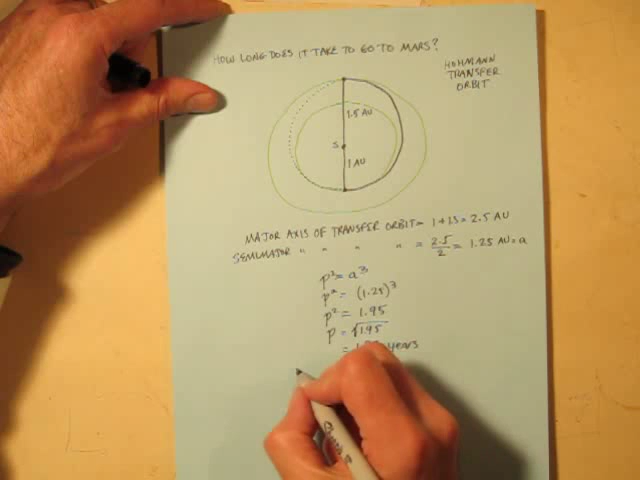 HOW LONG DOES IT TAKE TO GO TO MARS?
HOHMANN
TRANSFER
ORBIT
1.5 AU
S
1 AU
MAJOR AXIS OF TRANSFER ORBIT = 1 + 1.5 = 2.5 AU
SEMIMAJOR " " " " = 2.5/2 = 1.25 AU = a
p² = a³
p² = (1.25)³
p² = 1.95
p = √1.95
= years